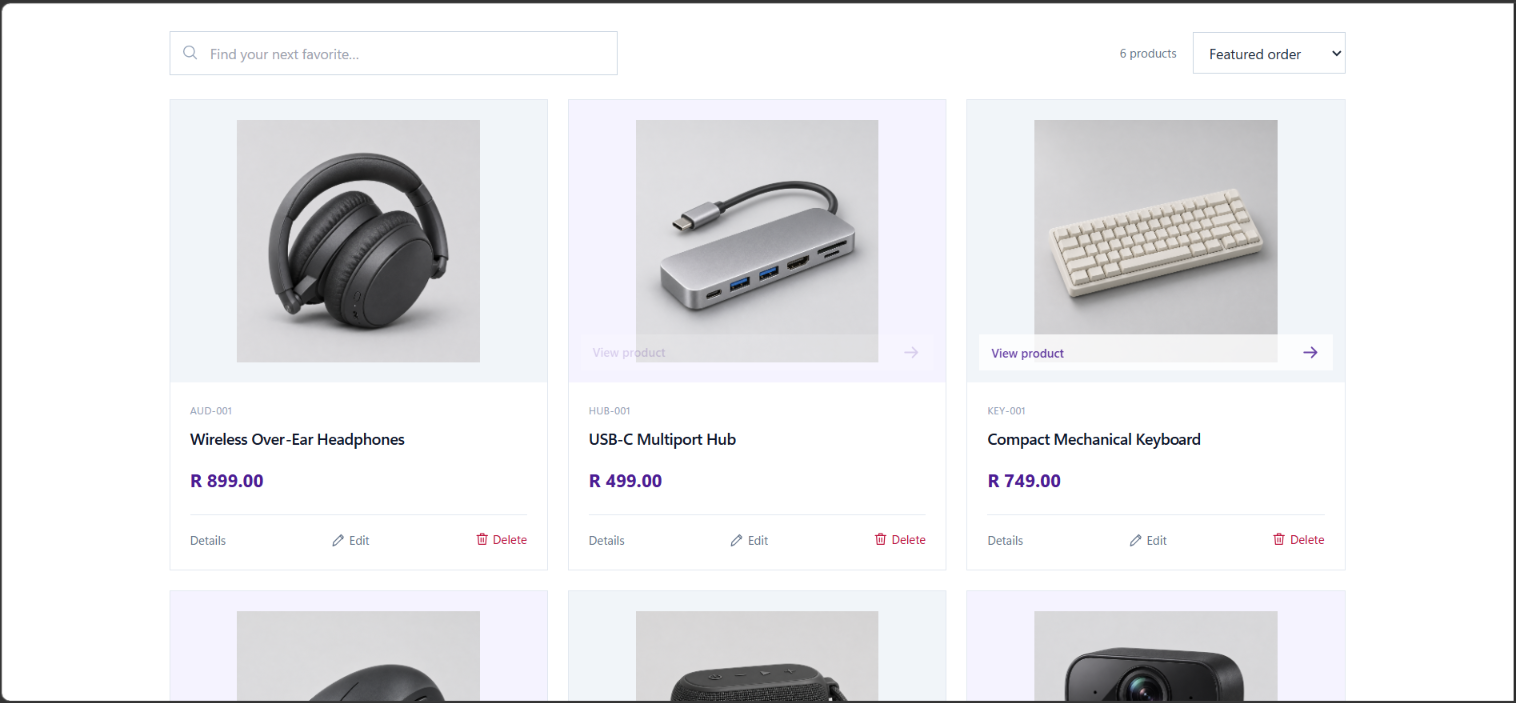 Find your next favorite...
6 products
Featured order
View product
View product
AUD-001
HUB-001
KEY-001
Wireless Over-Ear Headphones
USB-C Multiport Hub
Compact Mechanical Keyboard
R 899.00
R 499.00
R 749.00
Details
Edit
Delete
Details
Edit
Delete
Details
Edit
Delete